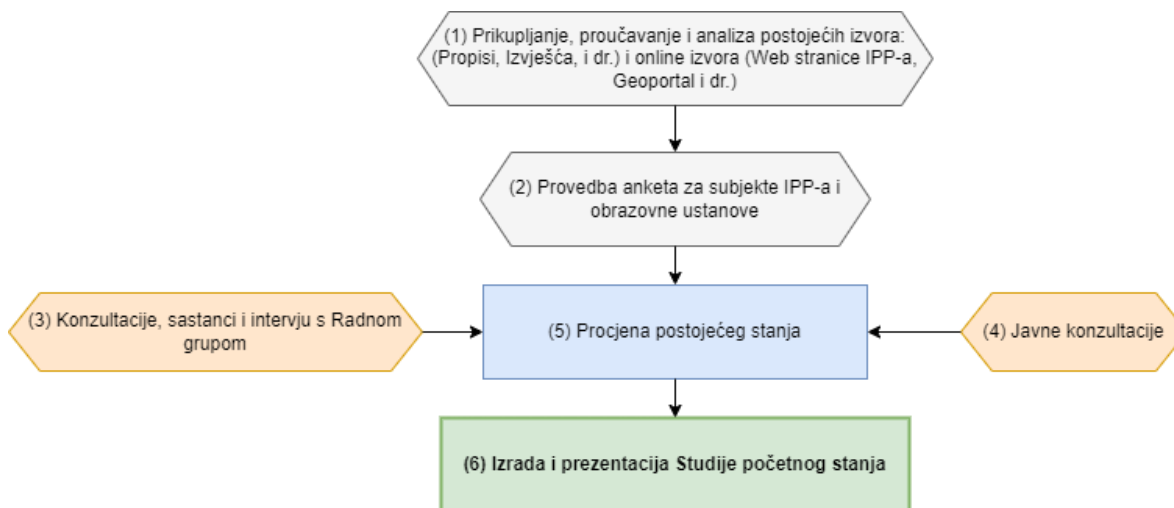 (1) Prikupljanje, proučavanje i analiza postojećih izvora:
(Propisi, Izvješća, i dr.) i online izvora (Web stranice IPP-a,
Geoportal i dr.)
(2) Provedba anketa za subjekte IPP-a i
obrazovne ustanove
(3) Konzultacije, sastanci i intervju s Radnom
grupom
(5) Procjena postojećeg stanja
(4) Javne konzultacije
(6) Izrada i prezentacija Studije početnog stanja